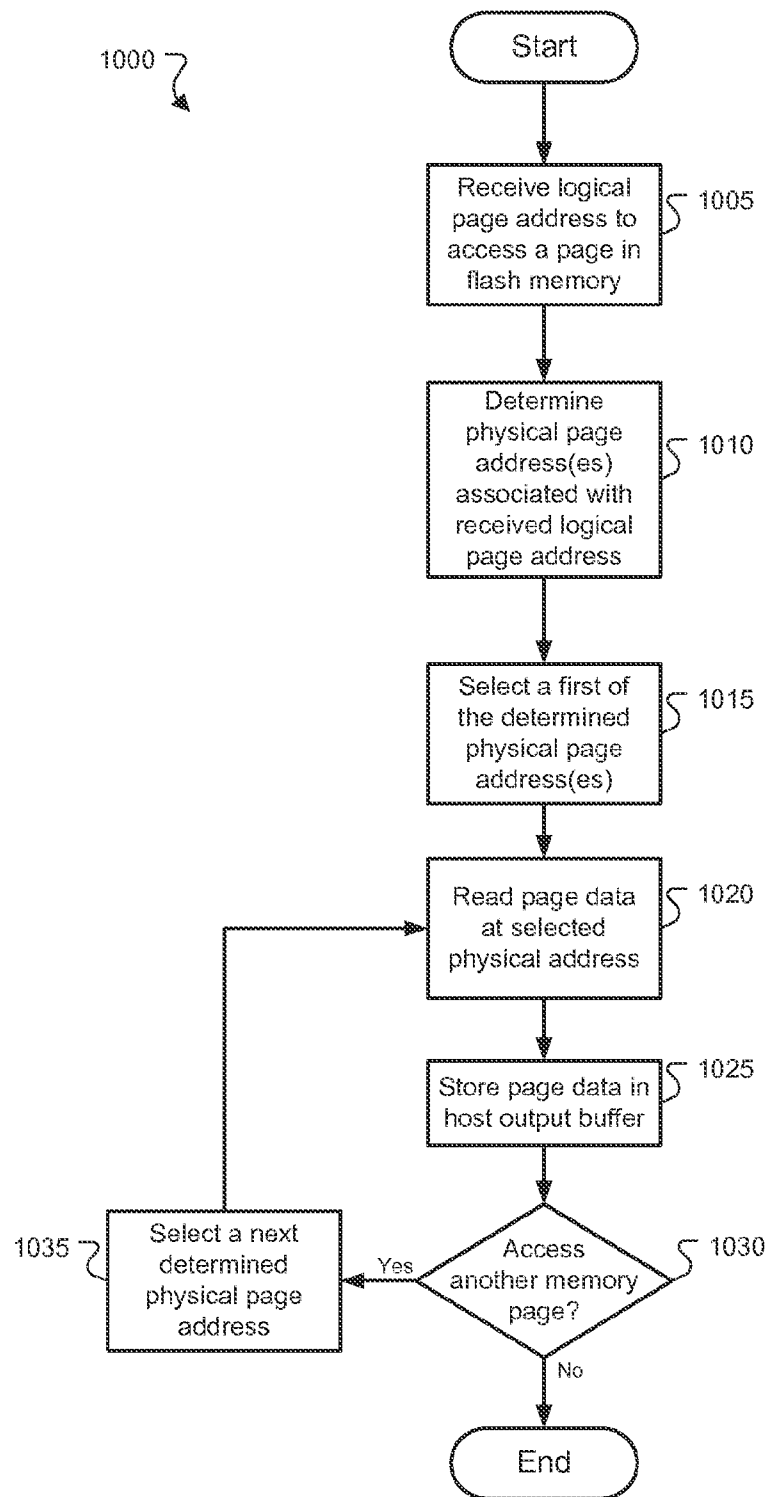 Start
1000
Receive logical
page address to
access a page in
flash memory
1005
Determine
physical page
address(es)
associated with
received logical
page address
1010
Select a first of
the determined
physical page
address(es)
1015
Read page data
at selected
physical address
1020
Store page data in
host output buffer
1025
Access
another memory
page?
1030
Yes
Select a next
determined
physical page
address
1035
No
End